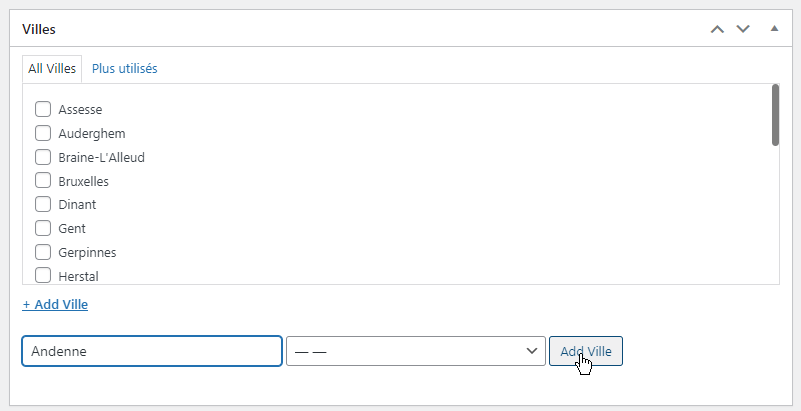 Villes
All Villes Plus utilisés
Assesse
Auderghem
Braine-L'Alleud
Bruxelles
Dinant
Gent
Gerpinnes
Herstal
+ Add Ville
Andenne — — Add Ville